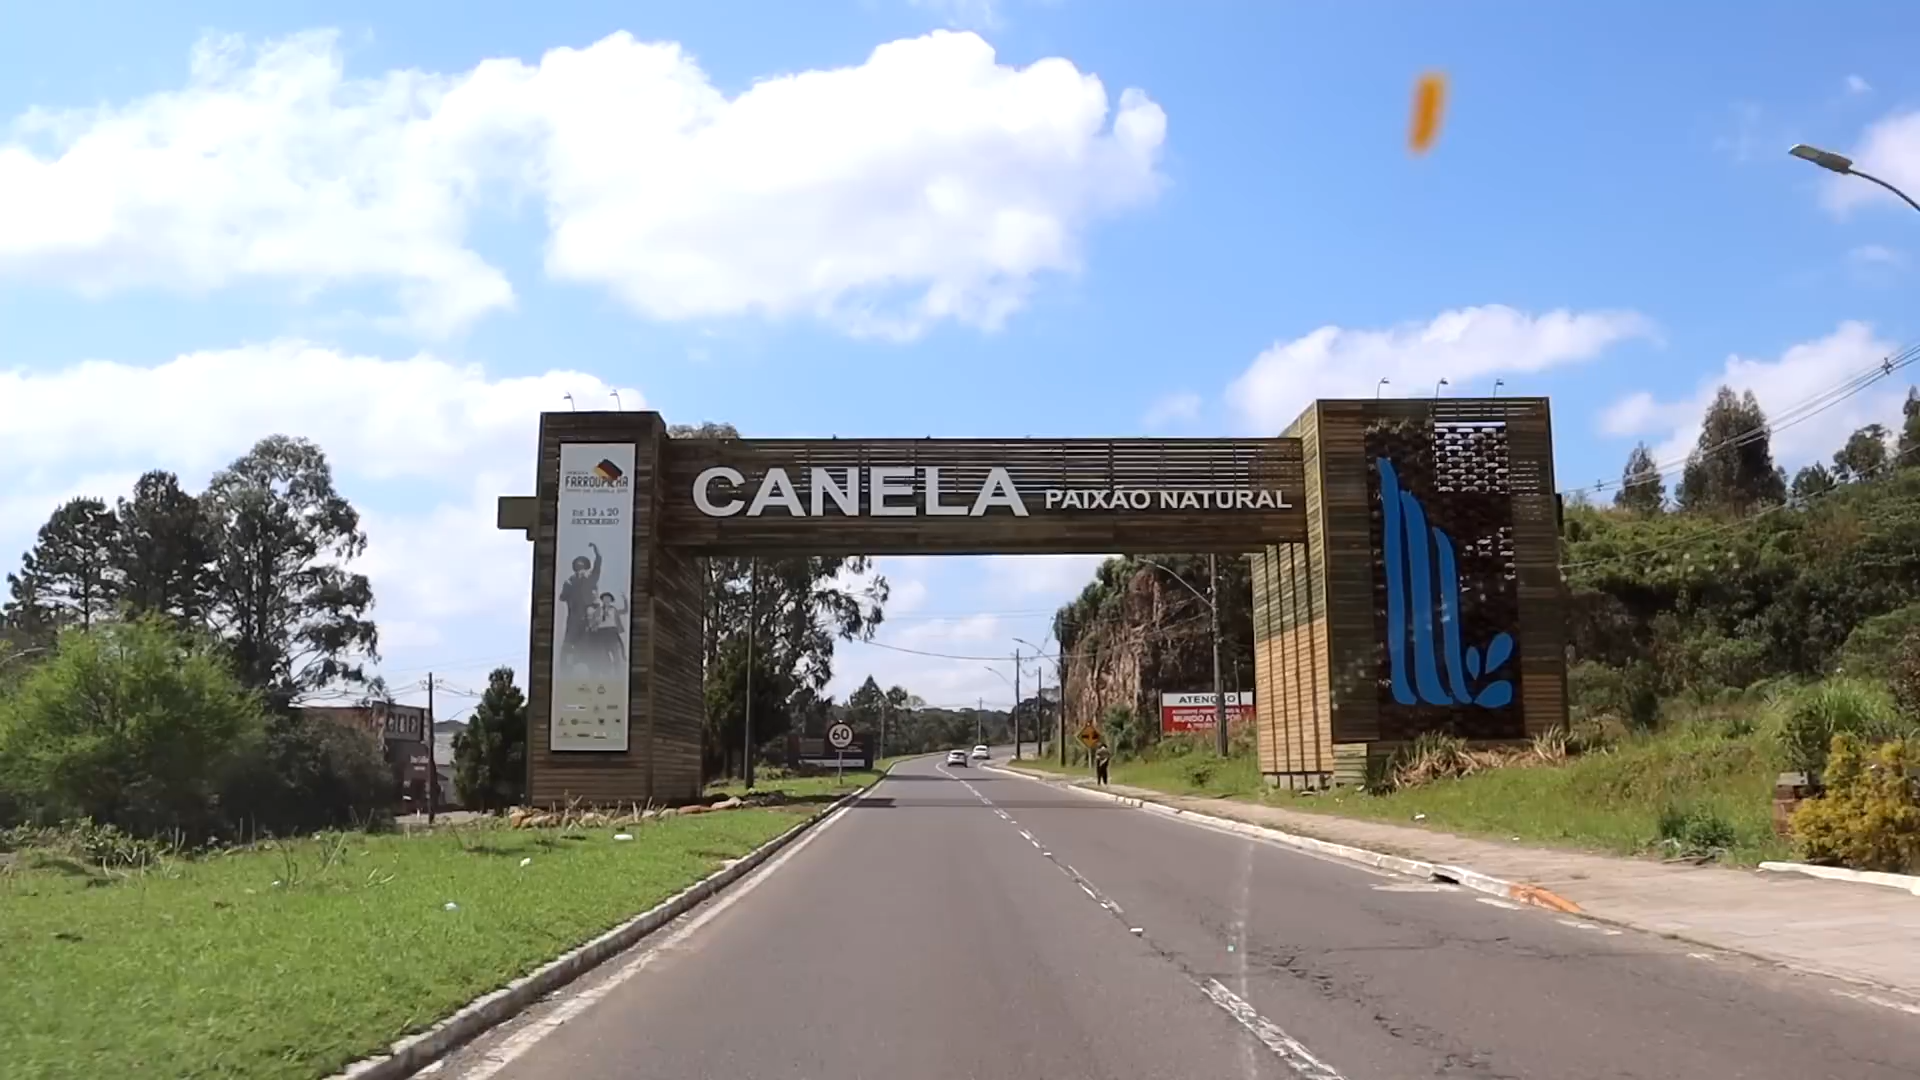 FARROUPILHA
DE 13 A 20
SETEMBRO
CANELA PAIXÃO NATURAL
60
ATENÇÃO
MUNDO A VAPOR